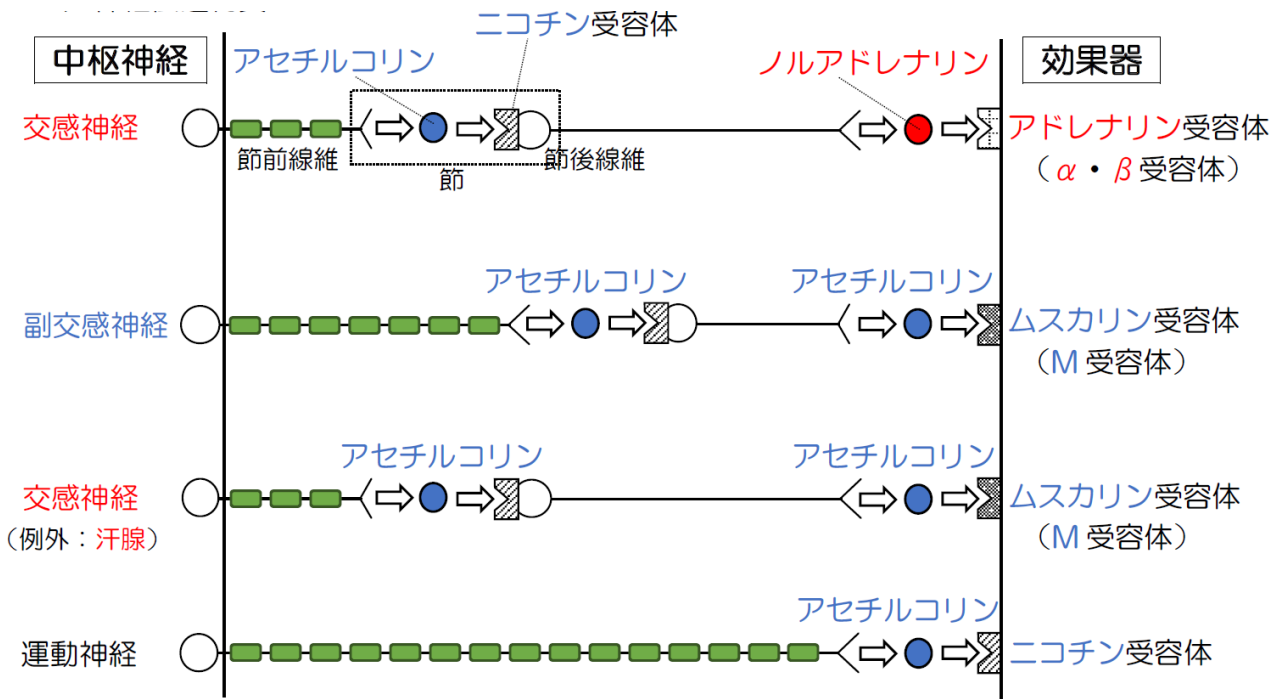 ニコチン受容体
中枢神経
アセチルコリン
ノルアドレナリン
効果器
交感神経
アドレナリン受容体
(α・β受容体)
節前線維
節後線維
節
アセチルコリン
アセチルコリン
副交感神経
ムスカリン受容体
(M 受容体)
アセチルコリン
アセチルコリン
交感神経
(例外:汗腺)
ムスカリン受容体
(M 受容体)
アセチルコリン
運動神経
ニコチン受容体